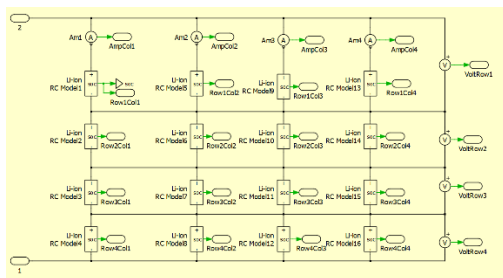 2
Am1
A
AmpCol1
Am2
A
AmpCol2
Am3
A
AmpCol3
Am4
A
AmpCol4
Li-Ion
RC Model1
SOC
SOC
Row1Col1
Li-Ion
RC Model5
SOC
Row1Col2
Li-Ion
RC Model9
SOC
Row1Col3
Li-Ion
RC Model13
SOC
Row1Col4
V
VoltRow1
Li-Ion
RC Model2
SOC
Row2Col1
Li-Ion
RC Model6
SOC
Row2Col2
Li-Ion
RC Model10
SOC
Row2Col3
Li-Ion
RC Model14
SOC
Row2Col4
V
VoltRow2
Li-Ion
RC Model3
SOC
Row3Col1
Li-Ion
RC Model7
SOC
Row3Col2
Li-Ion
RC Model11
SOC
Row3Col3
Li-Ion
RC Model15
SOC
Row3Col4
V
VoltRow3
Li-Ion
RC Model4
SOC
Row4Col1
Li-Ion
RC Model8
SOC
Row4Col2
Li-Ion
RC Model12
SOC
Row4Col3
Li-Ion
RC Model16
SOC
Row4Col4
V
VoltRow4
1